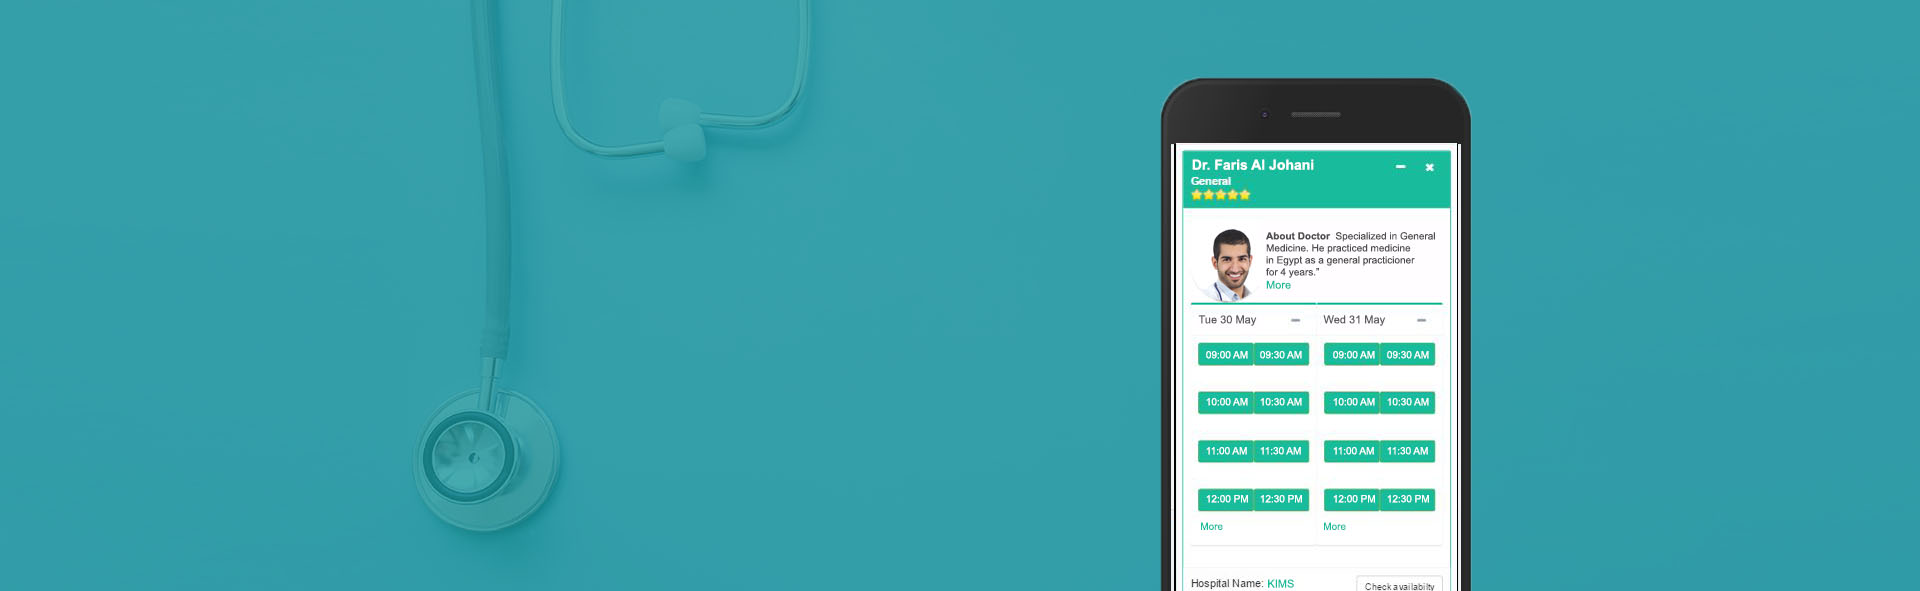 Dr. Faris Al Johani
General
About Doctor Specialized in General
Medicine. He practiced medicine
in Egypt as a general practicioner
for 4 years."
More
Tue 30 May
Wed 31 May
09:00 AM 09:30 AM 09:00 AM 09:30 AM
10:00 AM 10:30 AM 10:00 AM 10:30 AM
11:00 AM 11:30 AM 11:00 AM 11:30 AM
12:00 PM 12:30 PM 12:00 PM 12:30 PM
More
More
Hospital Name: KIMS
Check availabilty